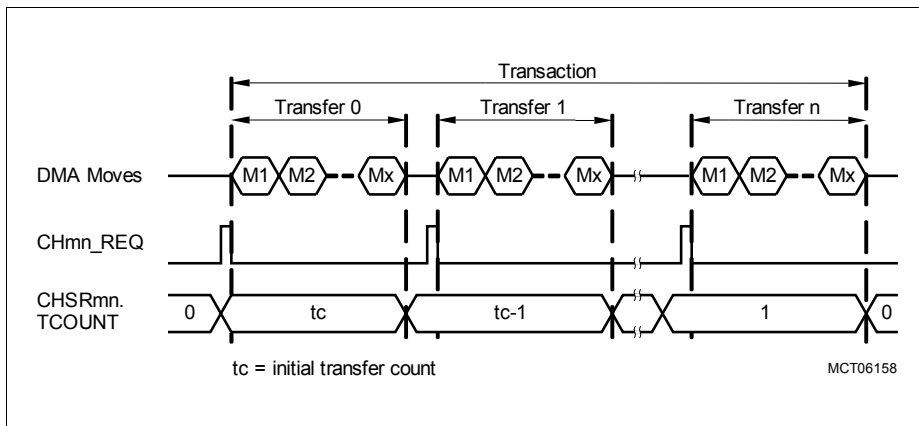 Transaction
Transfer 0 Transfer 1 Transfer n
DMA Moves M1 M2 Mx M1 M2 Mx M1 M2 Mx
CHmn_REQ
CHSRmn.
TCOUNT
0 tc tc-1 1 0
tc = initial transfer count
MCT06158